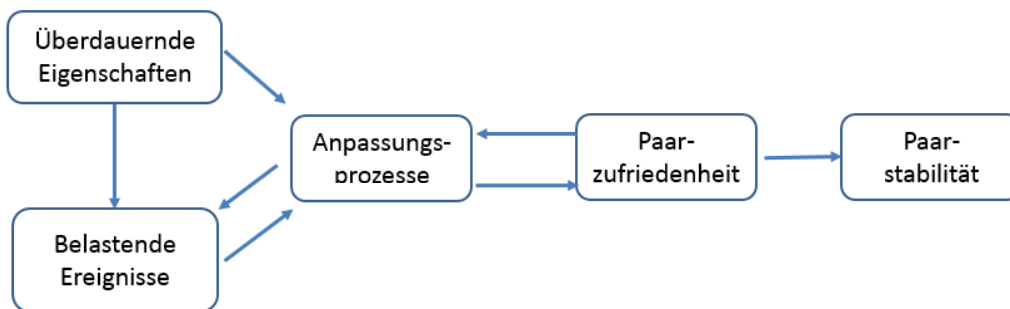 Überdauernde
Eigenschaften
Anpassungs-
prozesse
Paar-
zufriedenheit
Paar-
stabilität
Belastende
Ereignisse